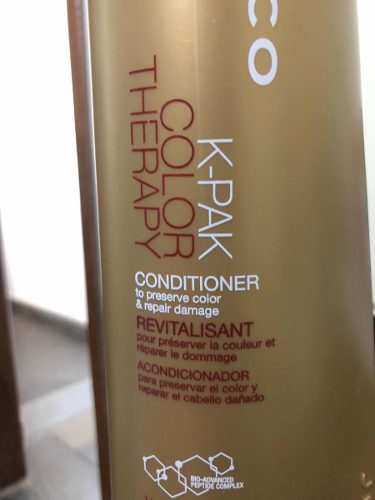 CO
K-PAK
COLOR
THERAPY
CONDITIONER
to preserve color
& repair damage
REVITALISANT
pour préserver la couleur et
réparer le dommage
ACONDICIONADOR
para preservar el color y
reparar el cabello dañado
BIO-ADVANCED
PEPTIDE COMPLEX